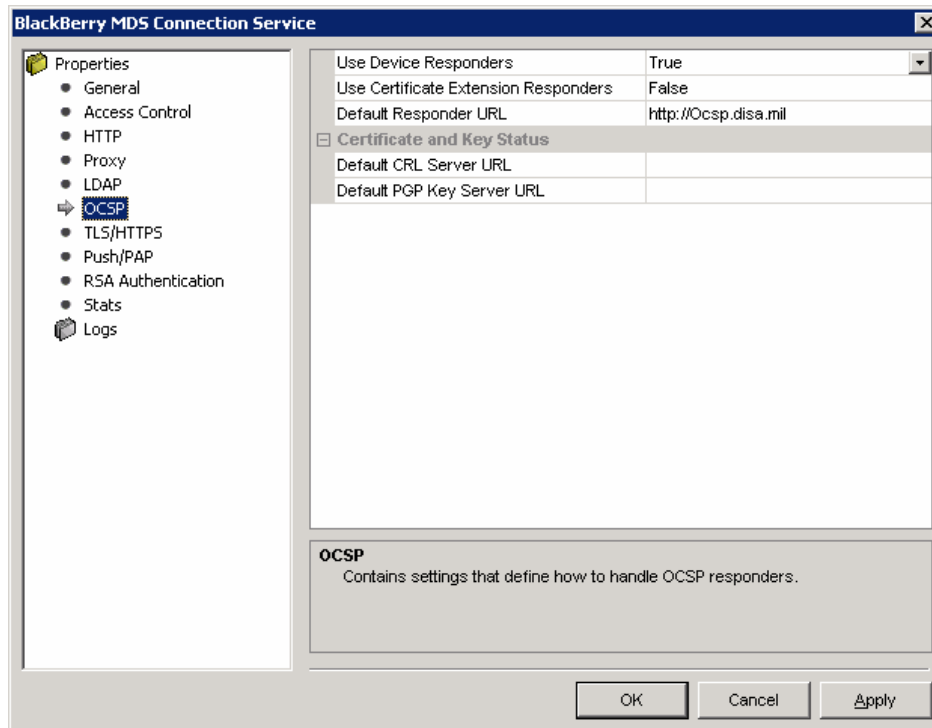 BlackBerry MDS Connection Service
Properties
General
Access Control
HTTP
Proxy
LDAP
OCSP
TLS/HTTPS
Push/PAP
RSA Authentication
Stats
Logs
Use Device Responders True
Use Certificate Extension Responders False
Default Responder URL http://Ocsp.disa.mil
Certificate and Key Status
Default CRL Server URL
Default PGP Key Server URL
OCSP
Contains settings that define how to handle OCSP responders.
OK Cancel Apply